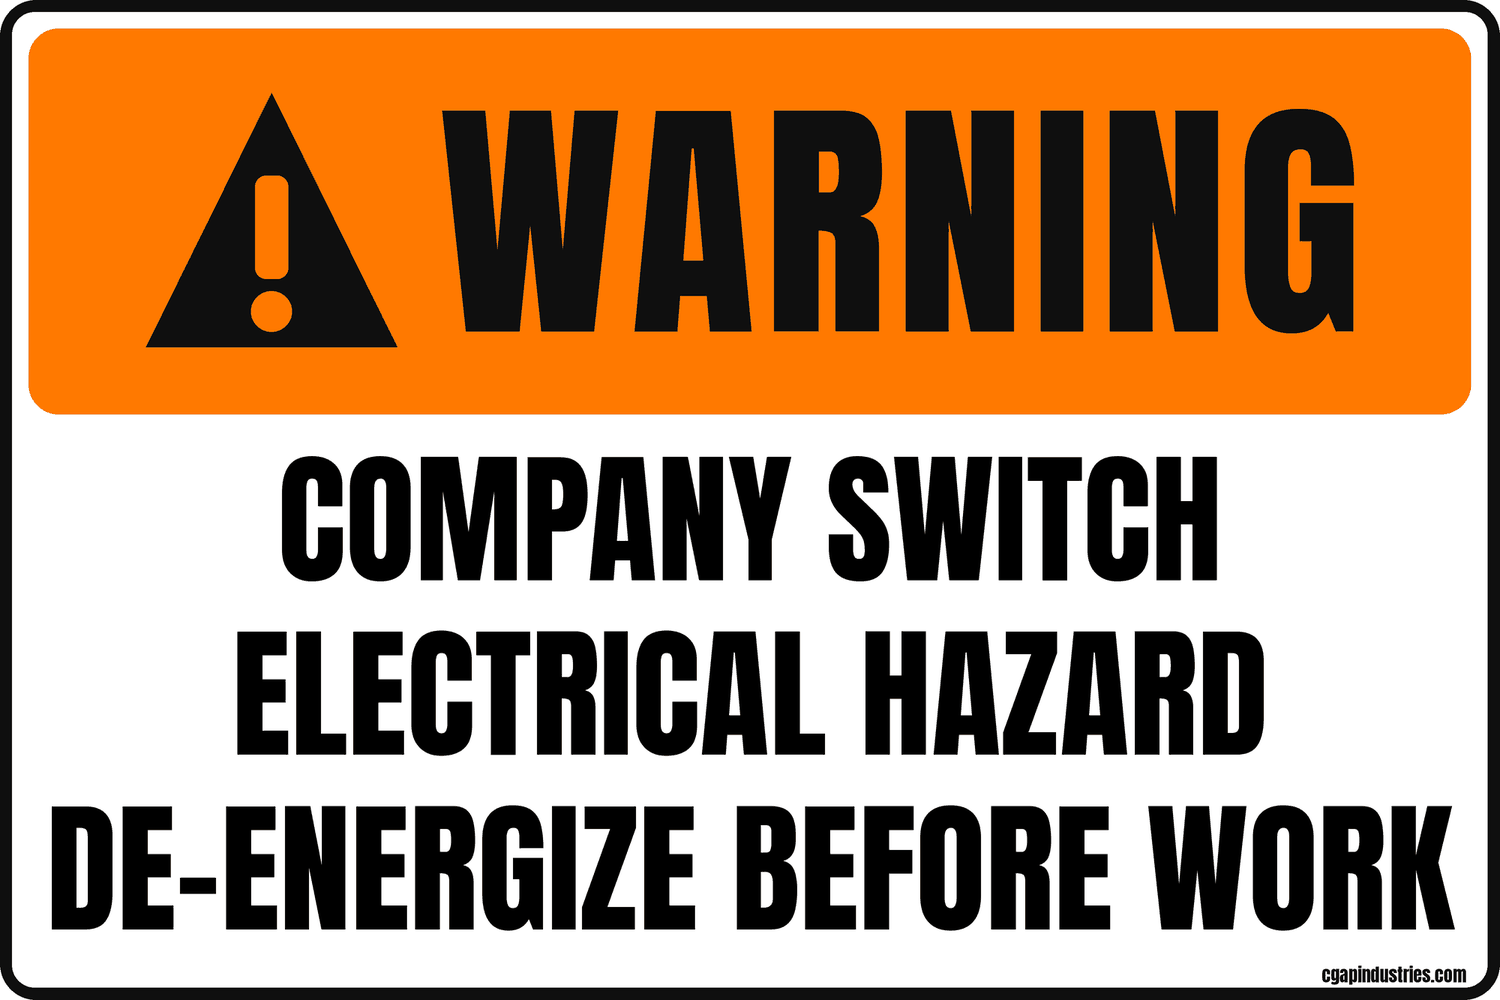 WARNING
COMPANY SWITCH
ELECTRICAL HAZARD
DE-ENERGIZE BEFORE WORK
cgapindustries.com